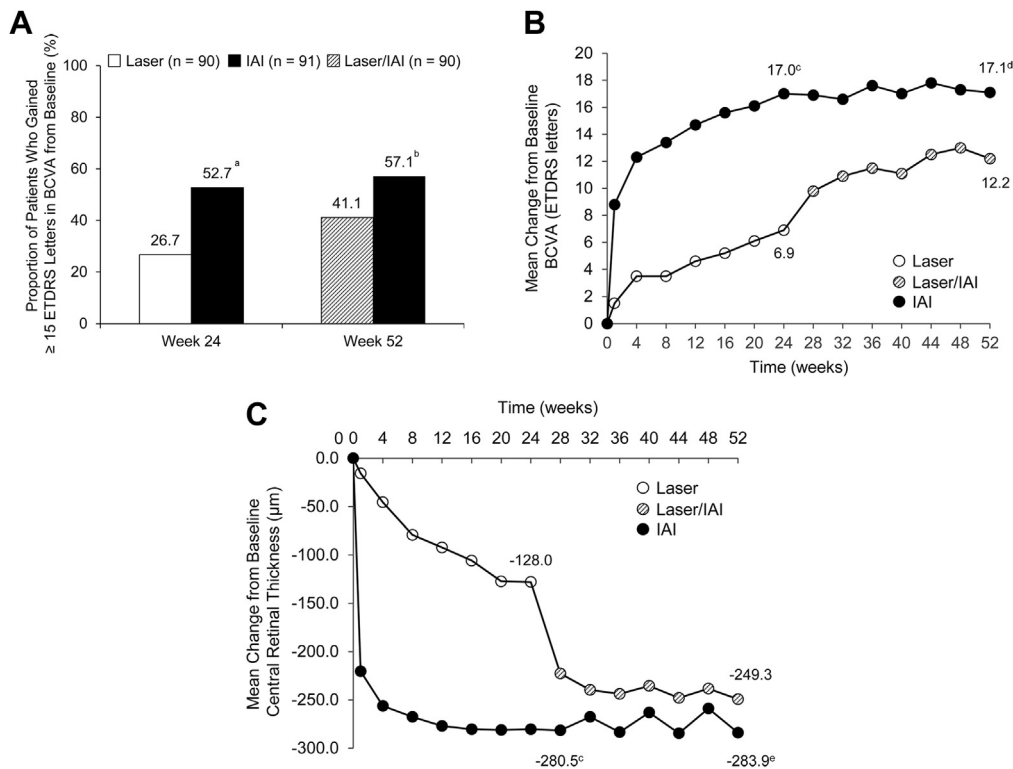 A
Proportion of Patients Who Gained
≥ 15 ETDRS Letters in BCVA from Baseline (%)
Laser (n = 90) IAI (n = 91) Laser/IAI (n = 90)
100
80
60
40
20
0
26.7
52.7ᵃ
41.1
57.1ᵇ
Week 24
Week 52
B
Mean Change from Baseline
BCVA (ETDRS letters)
20
18
16
14
12
10
8
6
4
2
0
17.0ᶜ
17.1ᵈ
6.9
12.2
Laser
Laser/IAI
IAI
0 4 8 12 16 20 24 28 32 36 40 44 48 52
Time (weeks)
C
Time (weeks)
0 0 4 8 12 16 20 24 28 32 36 40 44 48 52
Mean Change from Baseline
Central Retinal Thickness (µm)
0.0
-50.0
-100.0
-150.0
-200.0
-250.0
-300.0
Laser
Laser/IAI
IAI
-128.0
-249.3
-280.5ᶜ
-283.9ᵉ